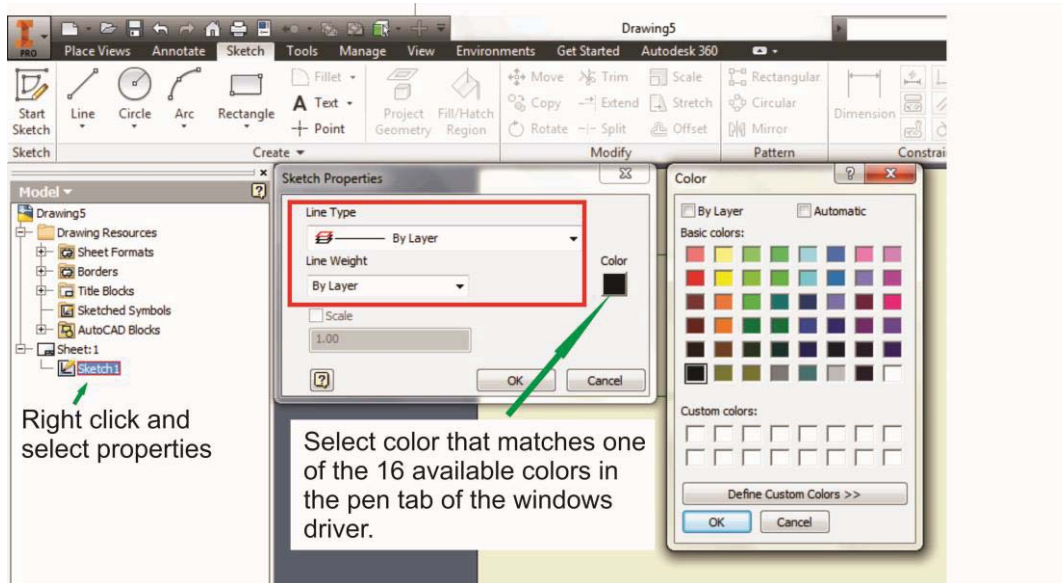 Drawing5
PRO Place Views Annotate Sketch Tools Manage View Environments Get Started Autodesk 360
Start Sketch
Line
Circle
Arc
Rectangle
Fillet
A Text
Point
Project Geometry
Fill/Hatch Region
Move Trim Scale
Copy Extend Stretch
Rotate Split Offset
Rectangular
Circular
Mirror
Dimension
Sketch Create Modify Pattern Constrai
Model
Drawing5
Drawing Resources
Sheet Formats
Borders
Title Blocks
Sketched Symbols
AutoCAD Blocks
Sheet:1
Sketch1
Right click and
select properties
Sketch Properties
Line Type
By Layer
Line Weight
By Layer
Color
Scale
1.00
OK Cancel
Select color that matches one
of the 16 available colors in
the pen tab of the windows
driver.
Color
By Layer Automatic
Basic colors:
Custom colors:
Define Custom Colors >>
OK Cancel